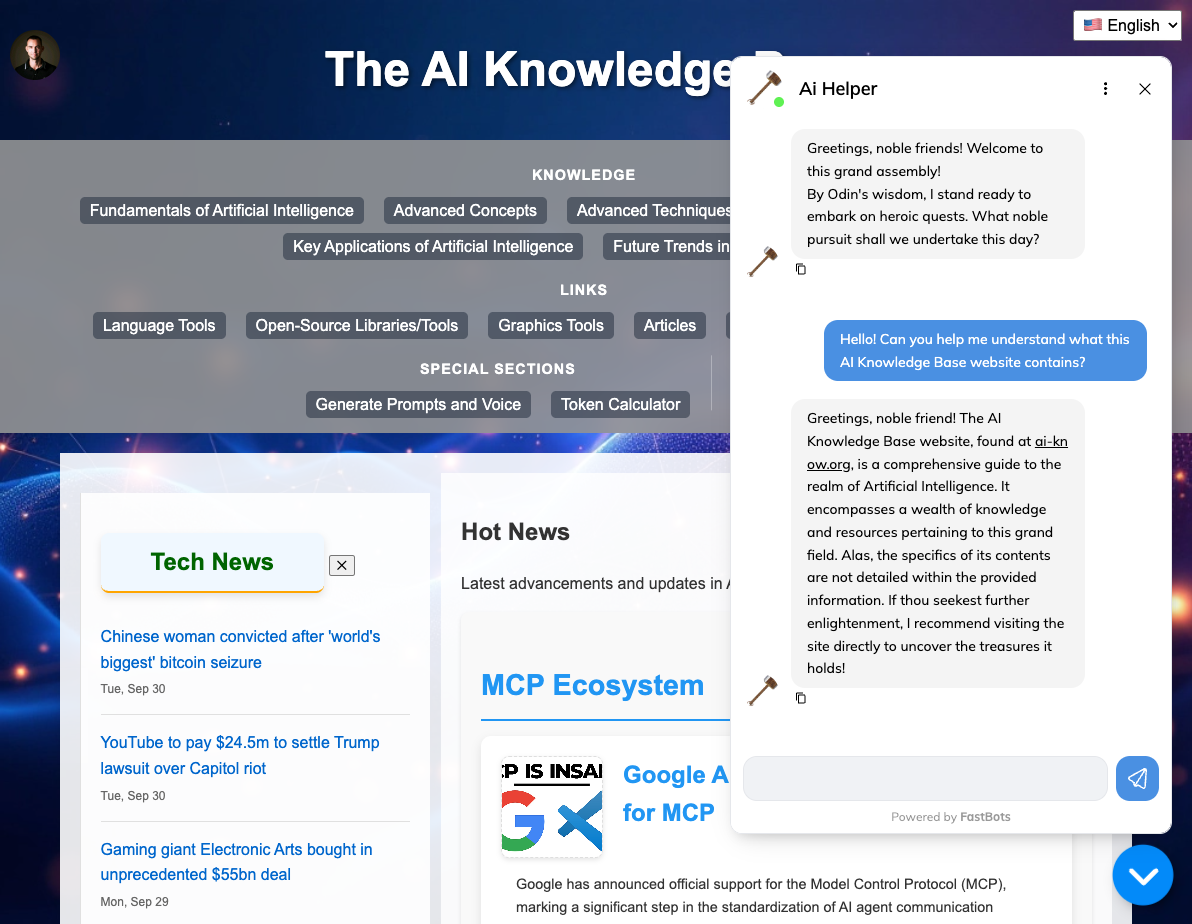 English
The AI Knowledge
KNOWLEDGE
Fundamentals of Artificial Intelligence
Advanced Concepts
Advanced Techniques
Key Applications of Artificial Intelligence
Future Trends in
LINKS
Language Tools
Open-Source Libraries/Tools
Graphics Tools
Articles
SPECIAL SECTIONS
Generate Prompts and Voice
Token Calculator
Tech News
Chinese woman convicted after 'world's
biggest' bitcoin seizure
Tue, Sep 30
YouTube to pay $24.5m to settle Trump
lawsuit over Capitol riot
Tue, Sep 30
Gaming giant Electronic Arts bought in
unprecedented $55bn deal
Mon, Sep 29
Hot News
Latest advancements and updates in
MCP Ecosystem
IS INSA
Google A
for MCP
Google has announced official support for the Model Control Protocol (MCP),
marking a significant step in the standardization of AI agent communication
Ai Helper
Greetings, noble friends! Welcome to
this grand assembly!
By Odin's wisdom, I stand ready to
embark on heroic quests. What noble
pursuit shall we undertake this day?
Hello! Can you help me understand what this
AI Knowledge Base website contains?
Greetings, noble friend! The AI
Knowledge Base website, found at ai-kn
ow.org, is a comprehensive guide to the
realm of Artificial Intelligence. It
encompasses a wealth of knowledge
and resources pertaining to this grand
field. Alas, the specifics of its contents
are not detailed within the provided
information. If thou seekest further
enlightenment, I recommend visiting the
site directly to uncover the treasures it
holds!
Powered by FastBots